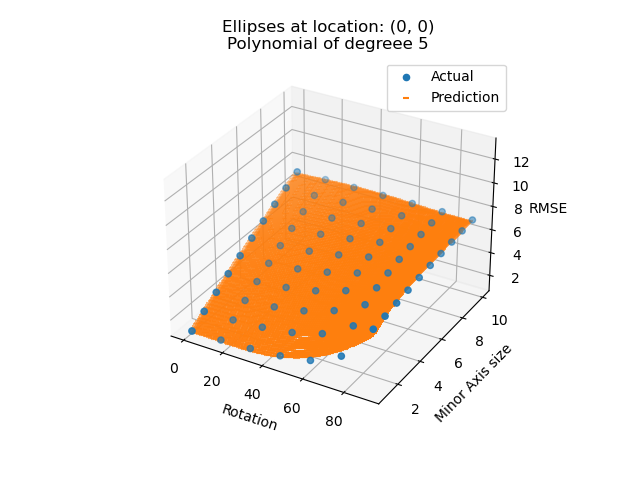 Ellipses at location: (0, 0)
Polynomial of degreee 5
Actual
Prediction
12
10
8
6
4
2
RMSE
10
8
6
4
2
Minor Axis size
0
20
40
60
80
Rotation